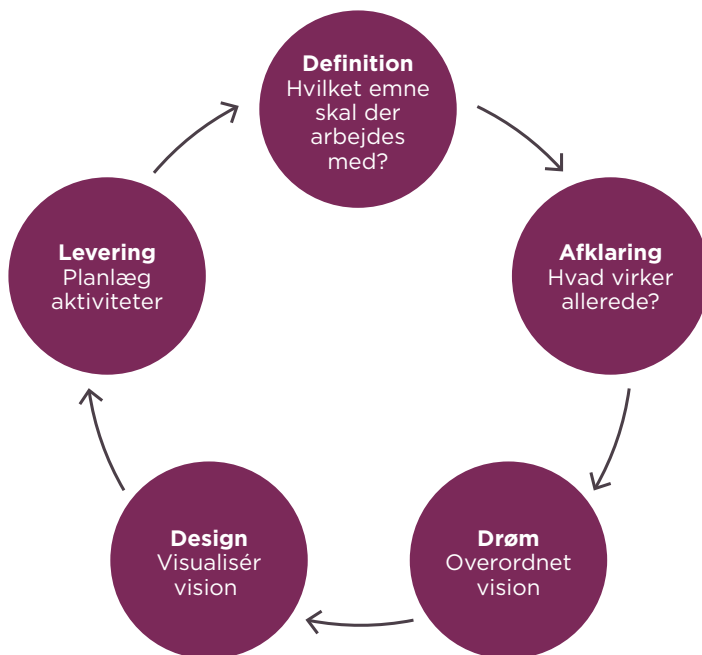 Definition
Hvilket emne
skal der
arbejdes
med?
Afklaring
Hvad virker
allerede?
Drøm
Overordnet
vision
Design
Visualisér
vision
Levering
Planlæg
aktiviteter